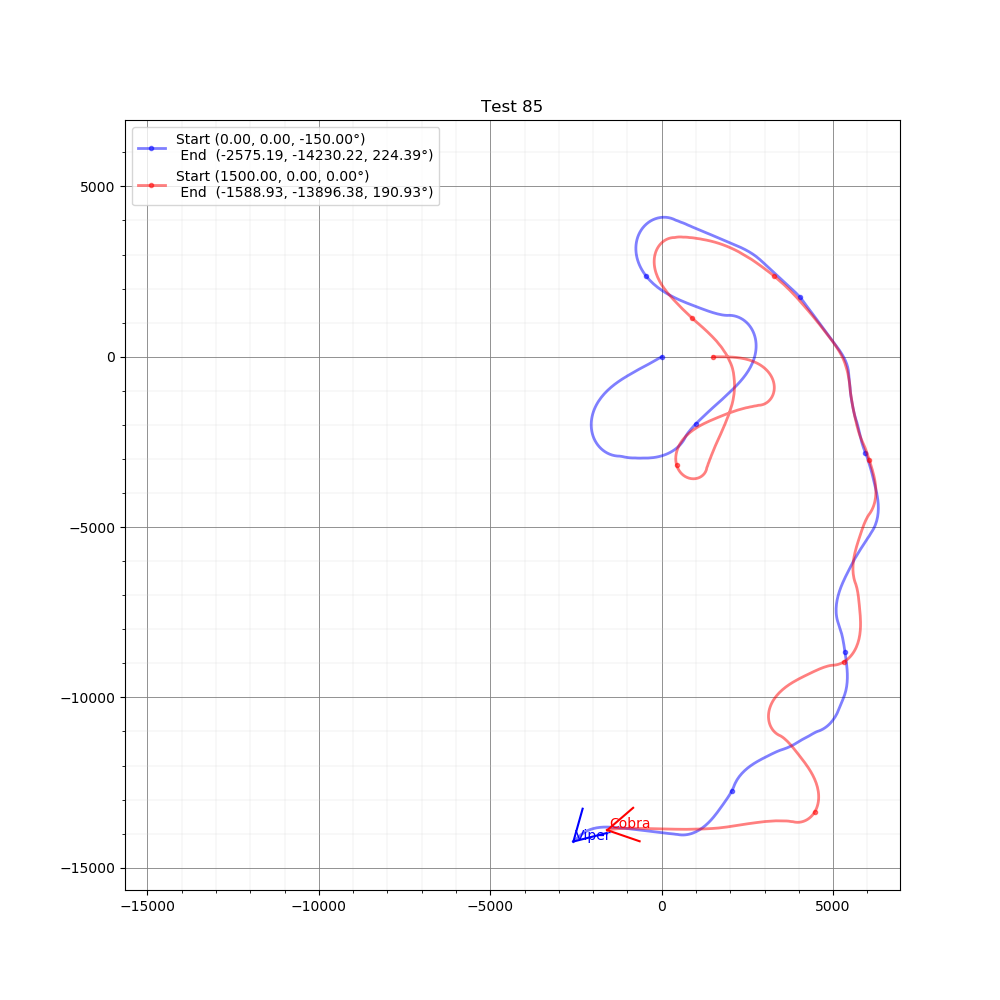 Test 85
Start (0.00, 0.00, -150.00°)
End (-2575.19, -14230.22, 224.39°)
Start (1500.00, 0.00, 0.00°)
End (-1588.93, -13896.38, 190.93°)
5000
0
−5000
−10000
−15000
Cobra
Viper
−15000 −10000 −5000 0 5000